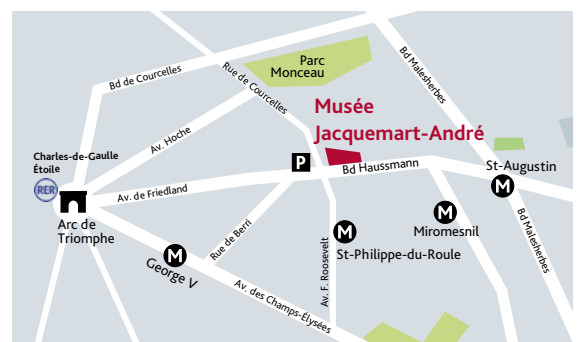 Bd de Courcelles
Rue de Courcelles
Parc
Monceau
Bd Malesherbes
Musée
Jacquemart-André
Av. Hoche
Charles-de-Gaulle
Étoile
RER
P
Bd Haussmann
St-Augustin
M
Av. de Friedland
Arc de
Triomphe
Rue de Berri
M
St-Philippe-du-Roule
M
Miromesnil
Bd Malesherbes
M
George V
Av. F. Roosevelt
Av. des Champs-Élysées